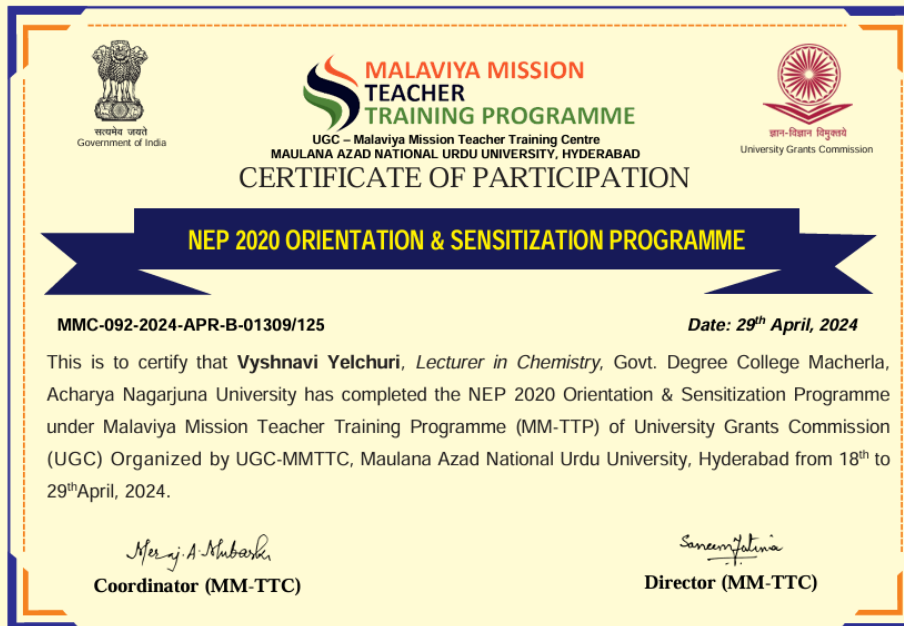 MALAVIYA MISSION
TEACHER
TRAINING PROGRAMME
सत्यमेव जयते
Government of India
UGC – Malaviya Mission Teacher Training Centre
MAULANA AZAD NATIONAL URDU UNIVERSITY, HYDERABAD
ज्ञान-विज्ञान विमुक्तये
University Grants Commission
CERTIFICATE OF PARTICIPATION
NEP 2020 ORIENTATION & SENSITIZATION PROGRAMME
MMC-092-2024-APR-B-01309/125 Date: 29th April, 2024
This is to certify that Vyshnavi Yelchuri, Lecturer in Chemistry, Govt. Degree College Macherla,
Acharya Nagarjuna University has completed the NEP 2020 Orientation & Sensitization Programme
under Malaviya Mission Teacher Training Programme (MM-TTP) of University Grants Commission
(UGC) Organized by UGC-MMTTC, Maulana Azad National Urdu University, Hyderabad from 18th to
29thApril, 2024.
Coordinator (MM-TTC) Director (MM-TTC)